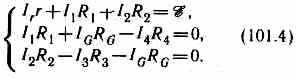 I_r r + I_1 R_1 + I_2 R_2 = ℰ,
I_1 R_1 + I_G R_G − I_4 R_4 = 0, (101.4)
I_2 R_2 − I_3 R_3 − I_G R_G = 0.